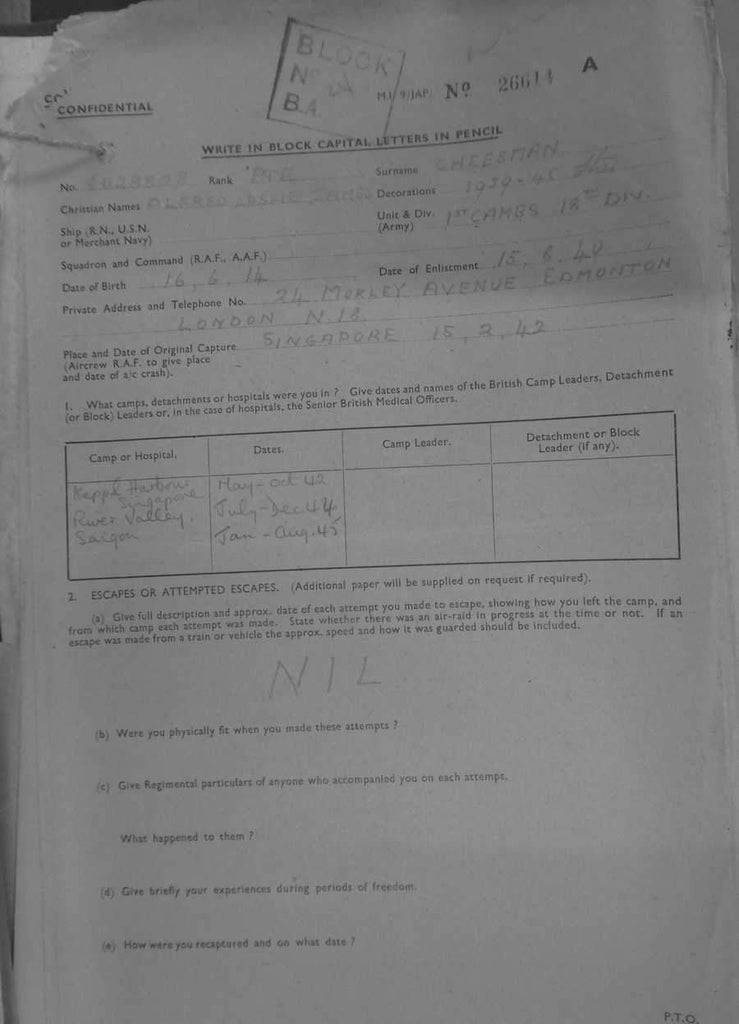 BLOCK
No
B.A.
M.I. 9/JAP. No 26614 A
CONFIDENTIAL
WRITE IN BLOCK CAPITAL LETTERS IN PENCIL
No. Rank PTE Surname CHEESMAN
Christian Names ALFRED LESLIE JAMES Decorations 1939-45 Star
Ship (R.N., U.S.N. or Merchant Navy) Unit & Div. (Army) 1ST CAMBS 18TH DIV.
Squadron and Command (R.A.F., A.A.F.)
Date of Birth 16, 6, 14 Date of Enlistment 15, 8, 40
Private Address and Telephone No. 24 MORLEY AVENUE EDMONTON
LONDON N.18.
Place and Date of Original Capture SINGAPORE 15, 2, 42
(Aircrew R.A.F. to give place
and date of a/c crash).
1. What camps, detachments or hospitals were you in ? Give dates and names of the British Camp Leaders, Detachment
(or Block) Leaders or, in the case of hospitals, the Senior British Medical Officers.
Camp or Hospital. Dates. Camp Leader. Detachment or Block Leader (if any).
Keppel Harbour Singapore May - Oct 42
River Valley. July - Dec 44
Saigon Jan - Aug. 45
2. ESCAPES OR ATTEMPTED ESCAPES. (Additional paper will be supplied on request if required).
(a) Give full description and approx. date of each attempt you made to escape, showing how you left the camp, and
from which camp each attempt was made. State whether there was an air-raid in progress at the time or not. If an
escape was made from a train or vehicle the approx. speed and how it was guarded should be included.
NIL
(b) Were you physically fit when you made these attempts ?
(c) Give Regimental particulars of anyone who accompanied you on each attempt.
What happened to them ?
(d) Give briefly your experiences during periods of freedom.
(e) How were you recaptured and on what date ?
P.T.O.